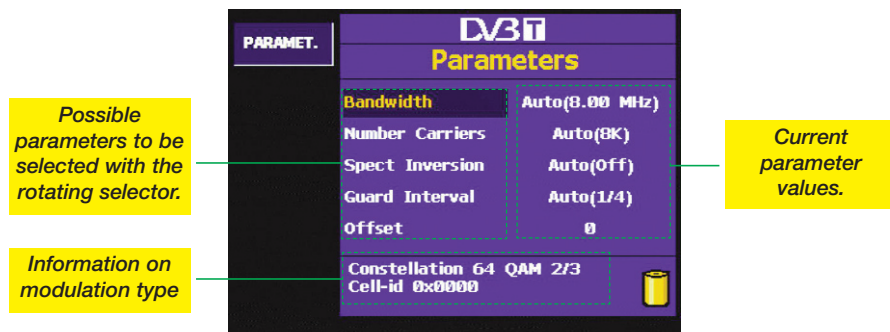 PARAMET.
DVB T
Parameters
Bandwidth Auto(8.00 MHz)
Number Carriers Auto(8K)
Spect Inversion Auto(Off)
Guard Interval Auto(1/4)
Offset 0
Constellation 64 QAM 2/3
Cell-id 0x0000
Possible
parameters to be
selected with the
rotating selector.
Information on
modulation type
Current
parameter
values.